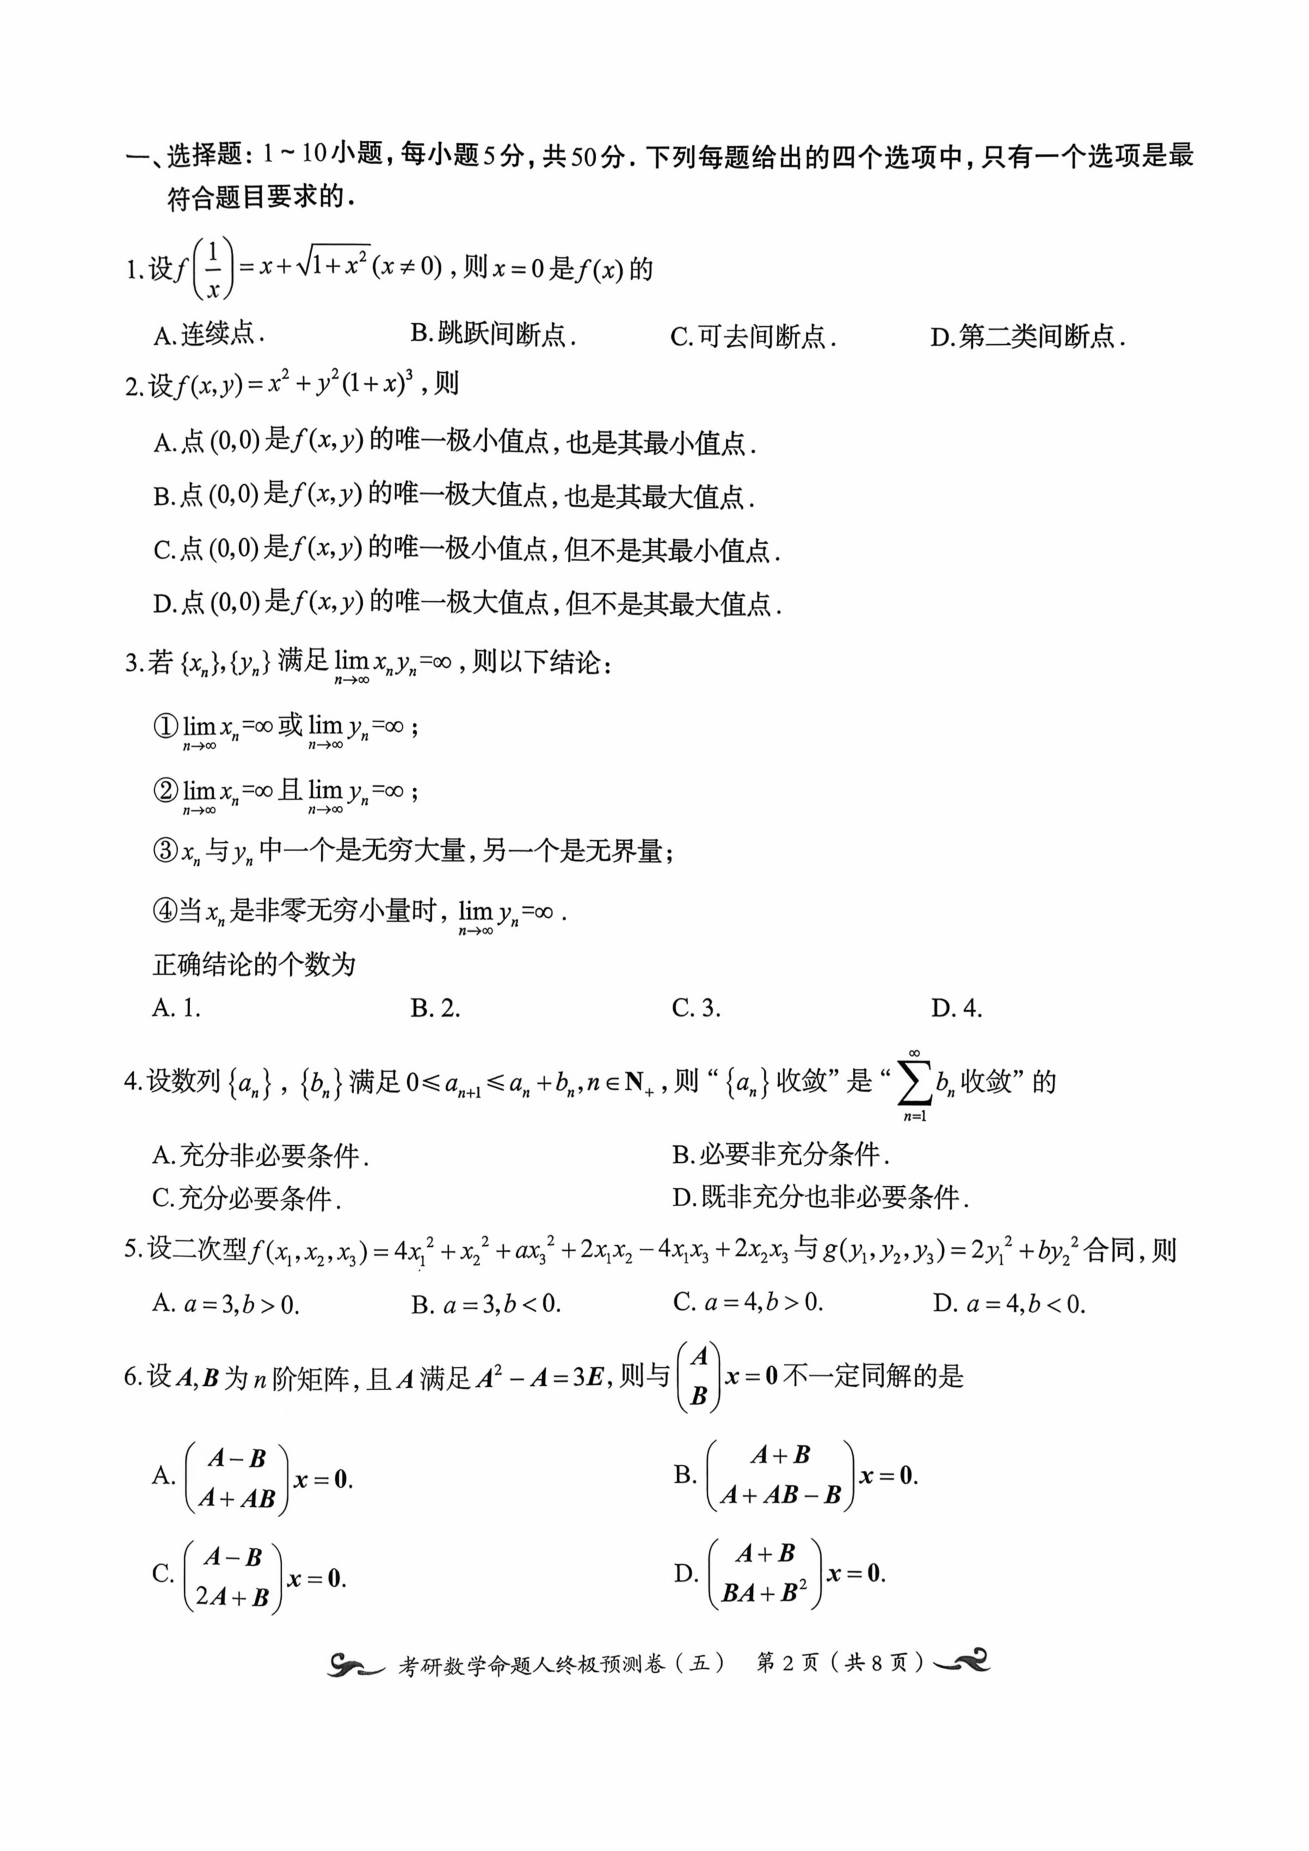 一、选择题：1～10小题，每小题5分，共50分．下列每题给出的四个选项中，只有一个选项是最
符合题目要求的．
1.设f(1/x)=x+√(1+x²)(x≠0)，则x=0是f(x)的
A.连续点． B.跳跃间断点． C.可去间断点． D.第二类间断点．
2.设f(x,y)=x²+y²(1+x)³，则
A.点(0,0)是f(x,y)的唯一极小值点，也是其最小值点．
B.点(0,0)是f(x,y)的唯一极大值点，也是其最大值点．
C.点(0,0)是f(x,y)的唯一极小值点，但不是其最小值点．
D.点(0,0)是f(x,y)的唯一极大值点，但不是其最大值点．
3.若{xₙ},{yₙ}满足lim_{n→∞} xₙyₙ=∞，则以下结论：
①lim_{n→∞} xₙ=∞或lim_{n→∞} yₙ=∞；
②lim_{n→∞} xₙ=∞且lim_{n→∞} yₙ=∞；
③xₙ与yₙ中一个是无穷大量，另一个是无界量；
④当xₙ是非零无穷小量时，lim_{n→∞} yₙ=∞．
正确结论的个数为
A. 1. B. 2. C. 3. D. 4.
4.设数列{aₙ}，{bₙ}满足0⩽aₙ₊₁⩽aₙ+bₙ,n∈N₊，则“{aₙ}收敛”是“∑_{n=1}^{∞} bₙ收敛”的
A.充分非必要条件． B.必要非充分条件．
C.充分必要条件． D.既非充分也非必要条件．
5.设二次型f(x₁,x₂,x₃)=4x₁²+x₂²+ax₃²+2x₁x₂−4x₁x₃+2x₂x₃与g(y₁,y₂,y₃)=2y₁²+by₂²合同，则
A. a=3,b>0. B. a=3,b<0. C. a=4,b>0. D. a=4,b<0.
6.设A,B为n阶矩阵，且A满足A²−A=3E，则与(A; B)x=0不一定同解的是
A. (A−B; A+AB)x=0. B. (A+B; A+AB−B)x=0.
C. (A−B; 2A+B)x=0. D. (A+B; BA+B²)x=0.
考研数学命题人终极预测卷（五） 第2页（共8页）